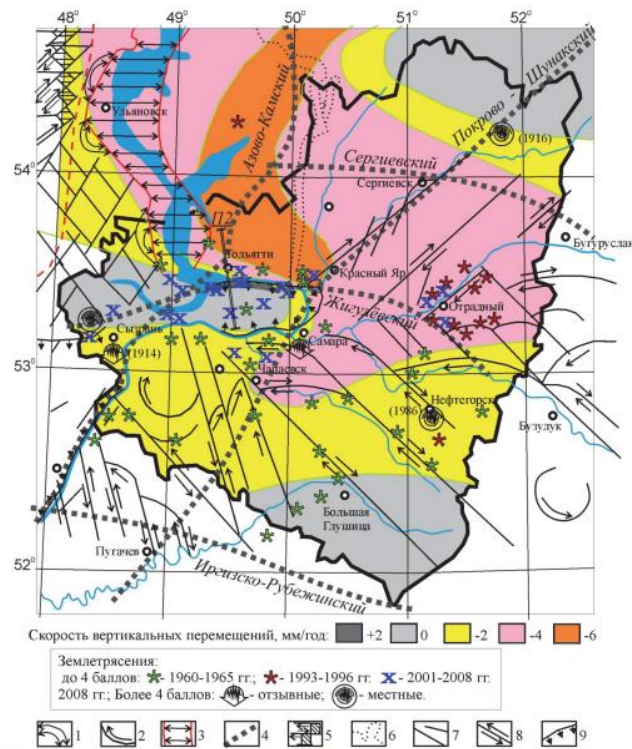 48° 49° 50° 51° 52°
Шунакский
Ульяновск
Азово-Камский
Покрово -
(1916)
54°
Сергиевский
Сергиевск
П2
Бугуруслан
Тольятти
Красный Яр
Отрадный
Жигулёвский
Сызрань
53°
(1914)
Самара
Чапаевск
Нефтегорск
(1986)
Бузулук
Большая
Глушица
52°
Пугачев
Иргизско-Рубежинский
Скорость вертикальных перемещений, мм/год: +2 0 -2 -4 -6
Землетрясения:
до 4 баллов: - 1960-1965 гг.; - 1993-1996 гг. X - 2001-2008 гг.
2008 гг.; Более 4 баллов: - отзывные; - местные.
1 2 3 4 5 6 7 8 9